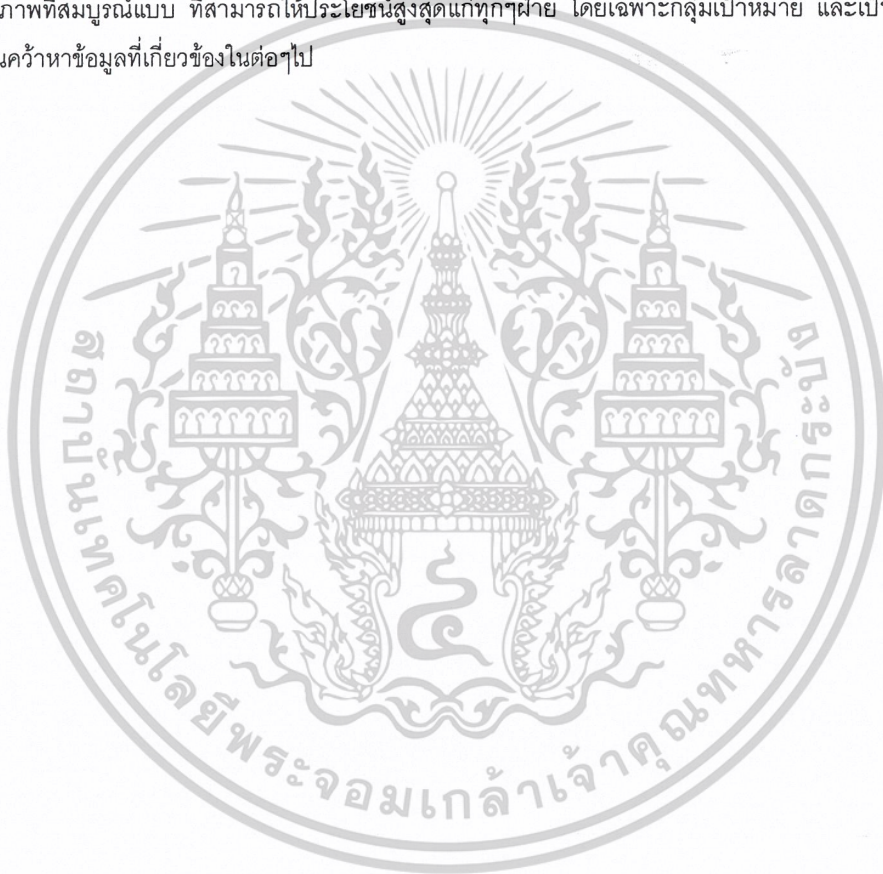 ภาพที่สมบูรณ์แบบ ที่สามารถให้ประโยชน์สูงสุดแก่ทุกๆฝ่าย โดยเฉพาะกลุ่มเป้าหมาย
คว้าหาข้อมูลที่เกี่ยวข้องในต่อๆไป
สถาบันเทคโนโลยีพระจอมเกล้าเจ้าคุณทหารลาดกระบัง
๔